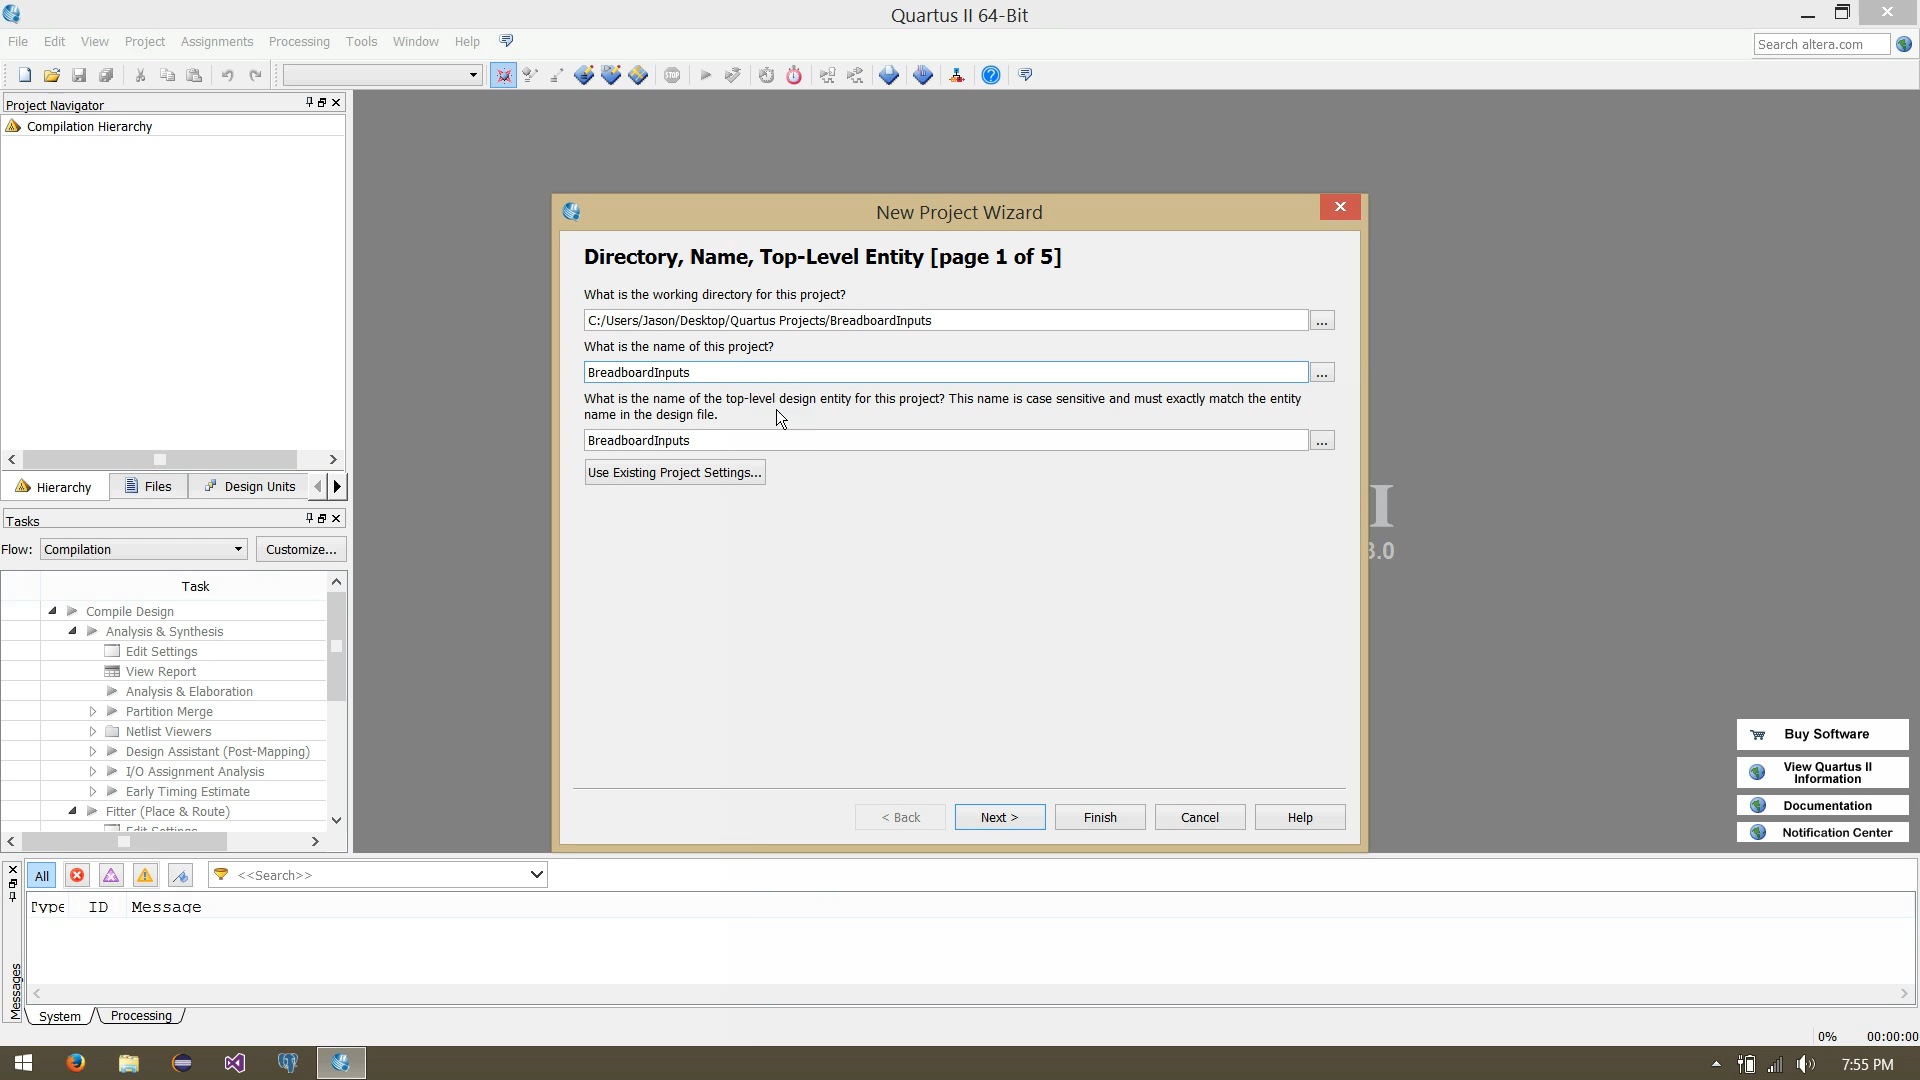 Quartus II 64-Bit
File Edit View Project Assignments Processing Tools Window Help
Search altera.com
Project Navigator
Compilation Hierarchy
Hierarchy Files Design Units
Tasks
Flow: Compilation Customize...
Task
Compile Design
Analysis & Synthesis
Edit Settings
View Report
Analysis & Elaboration
Partition Merge
Netlist Viewers
Design Assistant (Post-Mapping)
I/O Assignment Analysis
Early Timing Estimate
Fitter (Place & Route)
Edit Settings
New Project Wizard
Directory, Name, Top-Level Entity [page 1 of 5]
What is the working directory for this project?
C:/Users/Jason/Desktop/Quartus Projects/BreadboardInputs
...
What is the name of this project?
BreadboardInputs
...
What is the name of the top-level design entity for this project? This name is case sensitive and must exactly match the entity
name in the design file.
BreadboardInputs
...
Use Existing Project Settings...
< Back Next > Finish Cancel Help
I
3.0
Buy Software
View Quartus II
Information
Documentation
Notification Center
All <<Search>>
Type ID Message
Messages
System Processing
0% 00:00:00
7:55 PM